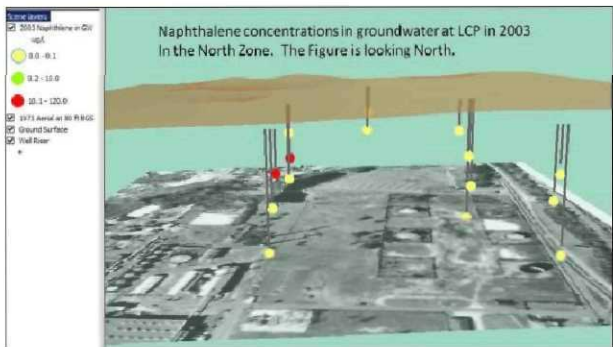 Scene layers
2003 Naphthalene in GW
ug/l
0.0 - 0.1
0.2 - 10.0
10.1 - 120.0
1973 Aerial at 80 Ft BGS
Ground Surface
Well Riser
Naphthalene concentrations in groundwater at LCP in 2003
In the North Zone. The Figure is looking North.